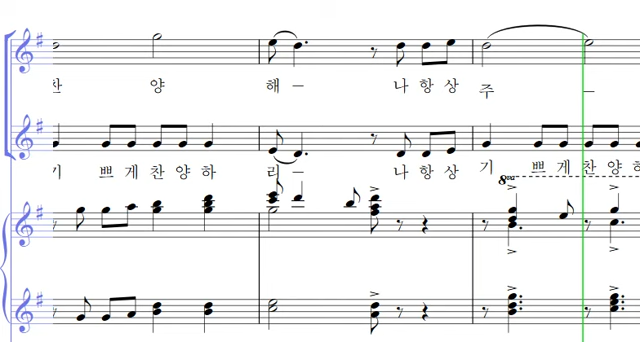 찬 양 해 – 나 항 상 주 –
기 쁘 게 찬 양 하 리 – 나 항 상 기 쁘 게 찬 양 하
8va